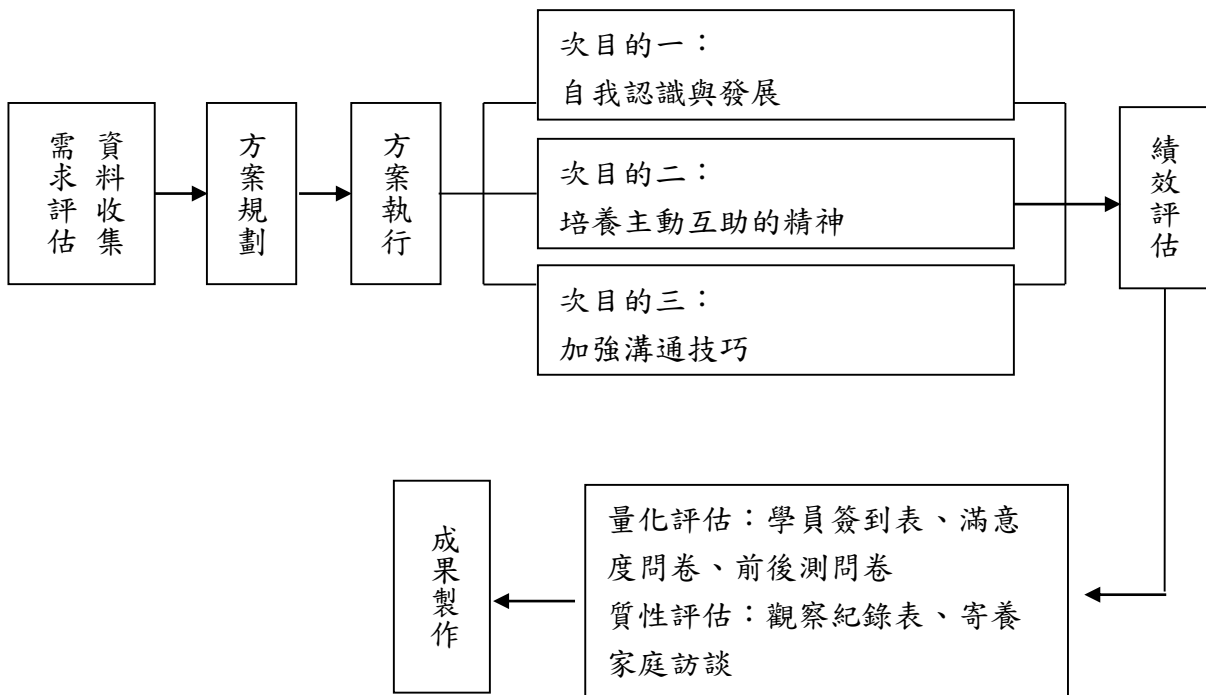 資料收集
需求評估
方案規劃
方案執行
次目的一：
自我認識與發展
次目的二：
培養主動互助的精神
次目的三：
加強溝通技巧
績效評估
量化評估：學員簽到表、滿意
度問卷、前後測問卷
質性評估：觀察紀錄表、寄養
家庭訪談
成果製作